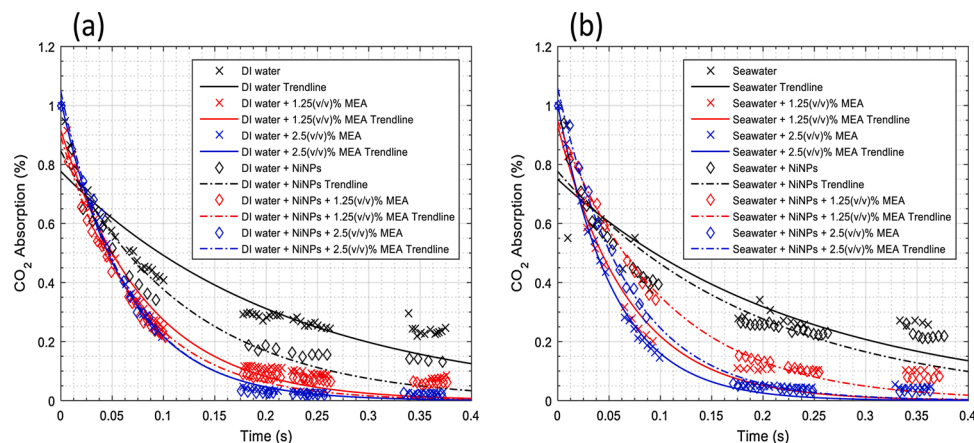 (a)
1.2
1
0.8
0.6
0.4
0.2
0
CO2 Absorption (%)
DI water
DI water Trendline
DI water + 1.25(v/v)% MEA
DI water + 1.25(v/v)% MEA Trendline
DI water + 2.5(v/v)% MEA
DI water + 2.5(v/v)% MEA Trendline
DI water + NiNPs
DI water + NiNPs Trendline
DI water + NiNPs + 1.25(v/v)% MEA
DI water + NiNPs + 1.25(v/v)% MEA Trendline
DI water + NiNPs + 2.5(v/v)% MEA
DI water + NiNPs + 2.5(v/v)% MEA Trendline
0 0.05 0.1 0.15 0.2 0.25 0.3 0.35 0.4
Time (s)
(b)
1.2
1
0.8
0.6
0.4
0.2
0
CO2 Absorption (%)
Seawater
Seawater Trendline
Seawater + 1.25(v/v)% MEA
Seawater + 1.25(v/v)% MEA Trendline
Seawater + 2.5(v/v)% MEA
Seawater + 2.5(v/v)% MEA Trendline
Seawater + NiNPs
Seawater + NiNPs Trendline
Seawater + NiNPs + 1.25(v/v)% MEA
Seawater + NiNPs + 1.25(v/v)% MEA Trendline
Seawater + NiNPs + 2.5(v/v)% MEA
Seawater + NiNPs + 2.5(v/v)% MEA Trendline
0 0.05 0.1 0.15 0.2 0.25 0.3 0.35 0.4
Time (s)